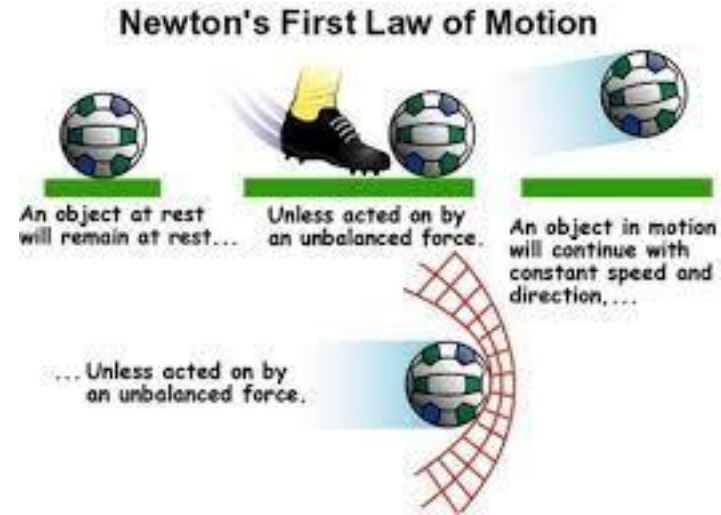 Newton's First Law of Motion
An object at rest
will remain at rest...
Unless acted on by
an unbalanced force.
An object in motion
will continue with
constant speed and
direction,...
... Unless acted on by
an unbalanced force.